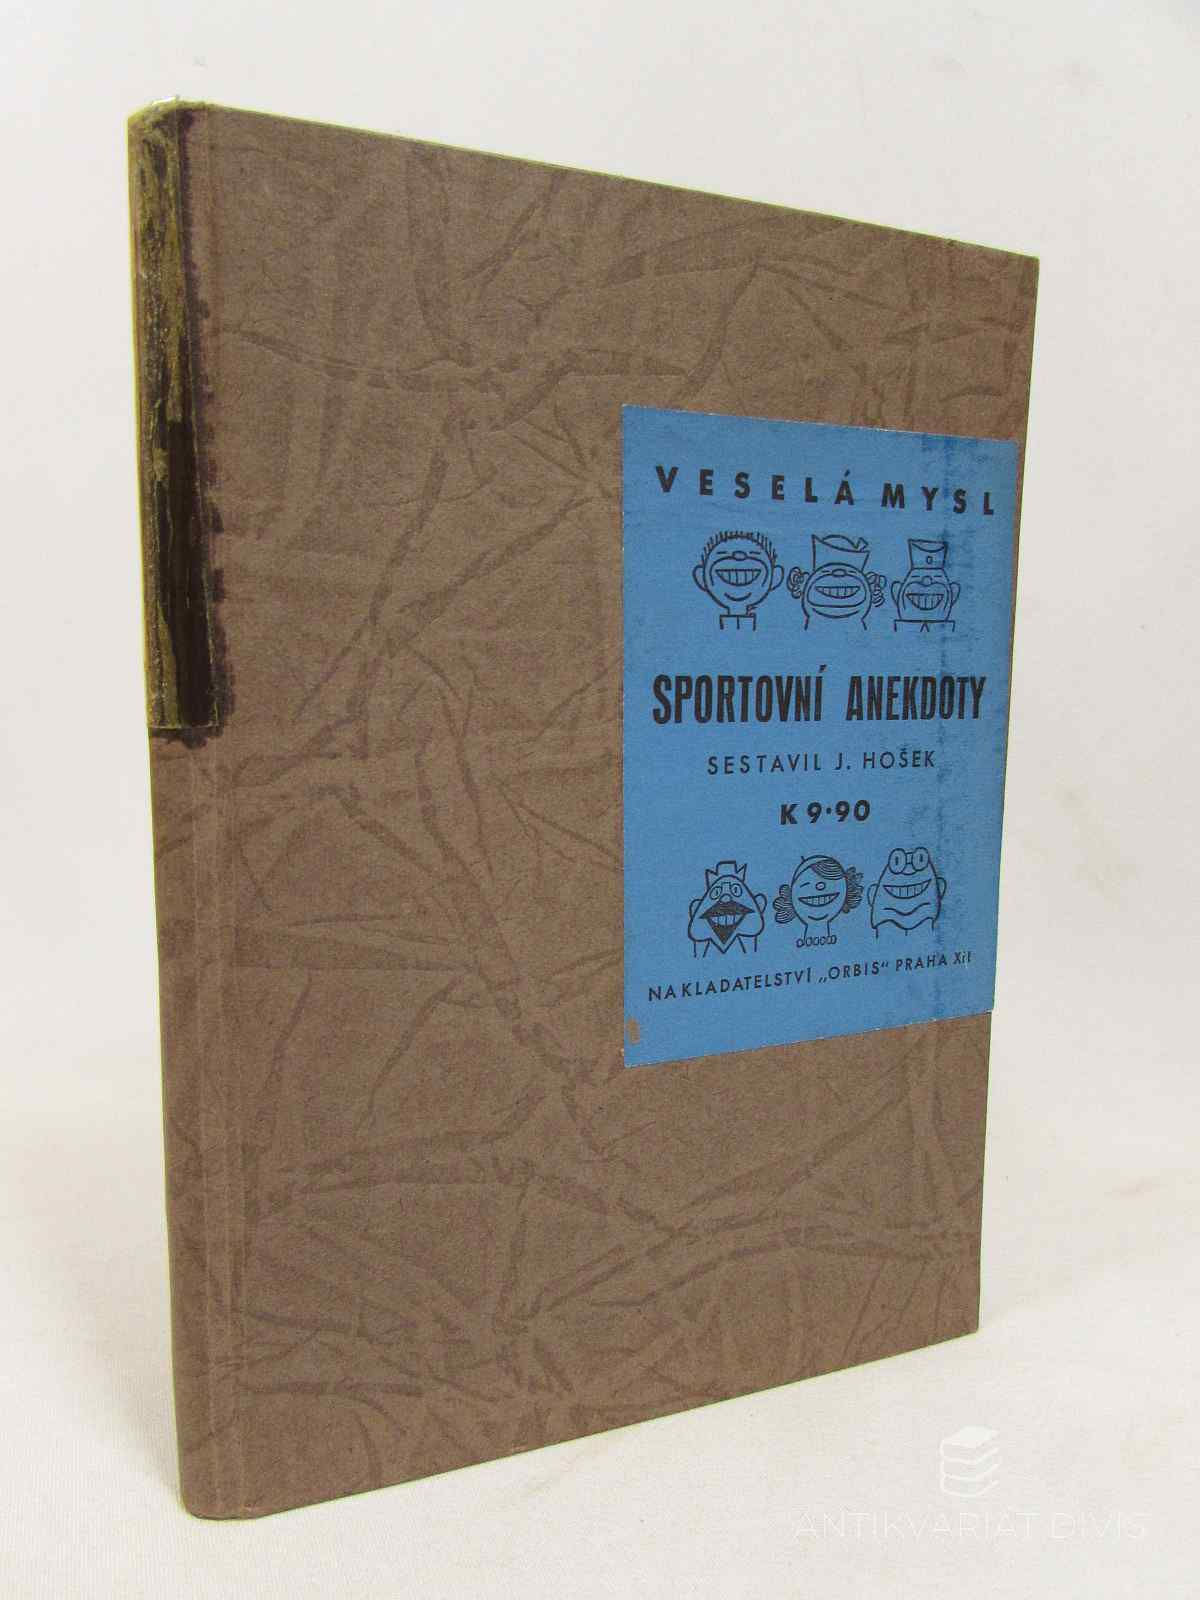 VESELÁ MYSL
SPORTOVNÍ ANEKDOTY
SESTAVIL J. HOŠEK
K 9·90
NAKLADATELSTVÍ „ORBIS“ PRAHA XII
ANTIKVARIÁT DIVIŠ